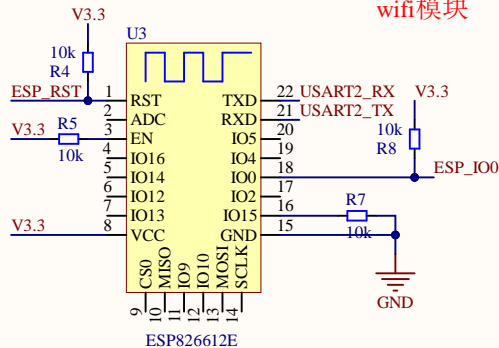 wifi模块
V3.3
U3
10k
R4
ESP_RST
1
RST
TXD
22
USART2_RX
V3.3
2
ADC
RXD
21
USART2_TX
V3.3
R5
10k
3
EN
IO5
20
10k
R8
4
IO16
IO4
19
5
IO14
IO0
18
ESP_IO0
6
IO12
IO2
17
7
IO13
IO15
16
R7
10k
V3.3
8
VCC
GND
15
CS0
MISO
IO9
IO10
MOSI
SCLK
9
10
11
12
13
14
GND
ESP826612E